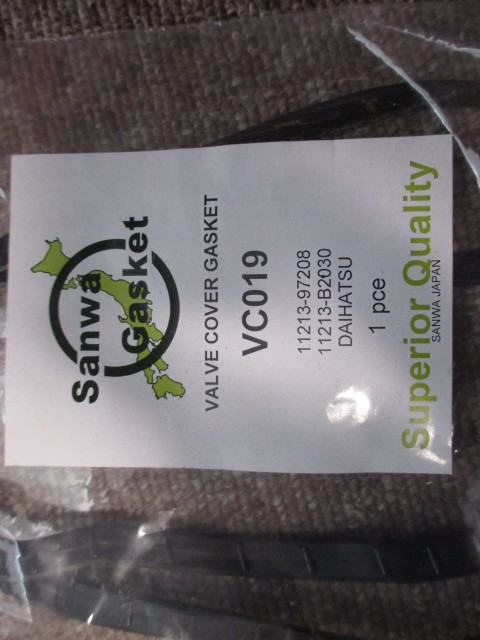 Sanwa
Gasket
VALVE COVER GASKET
VC019
11213-97208
11213-B2030
DAIHATSU
1 pce
Superior Quality
SANWA JAPAN